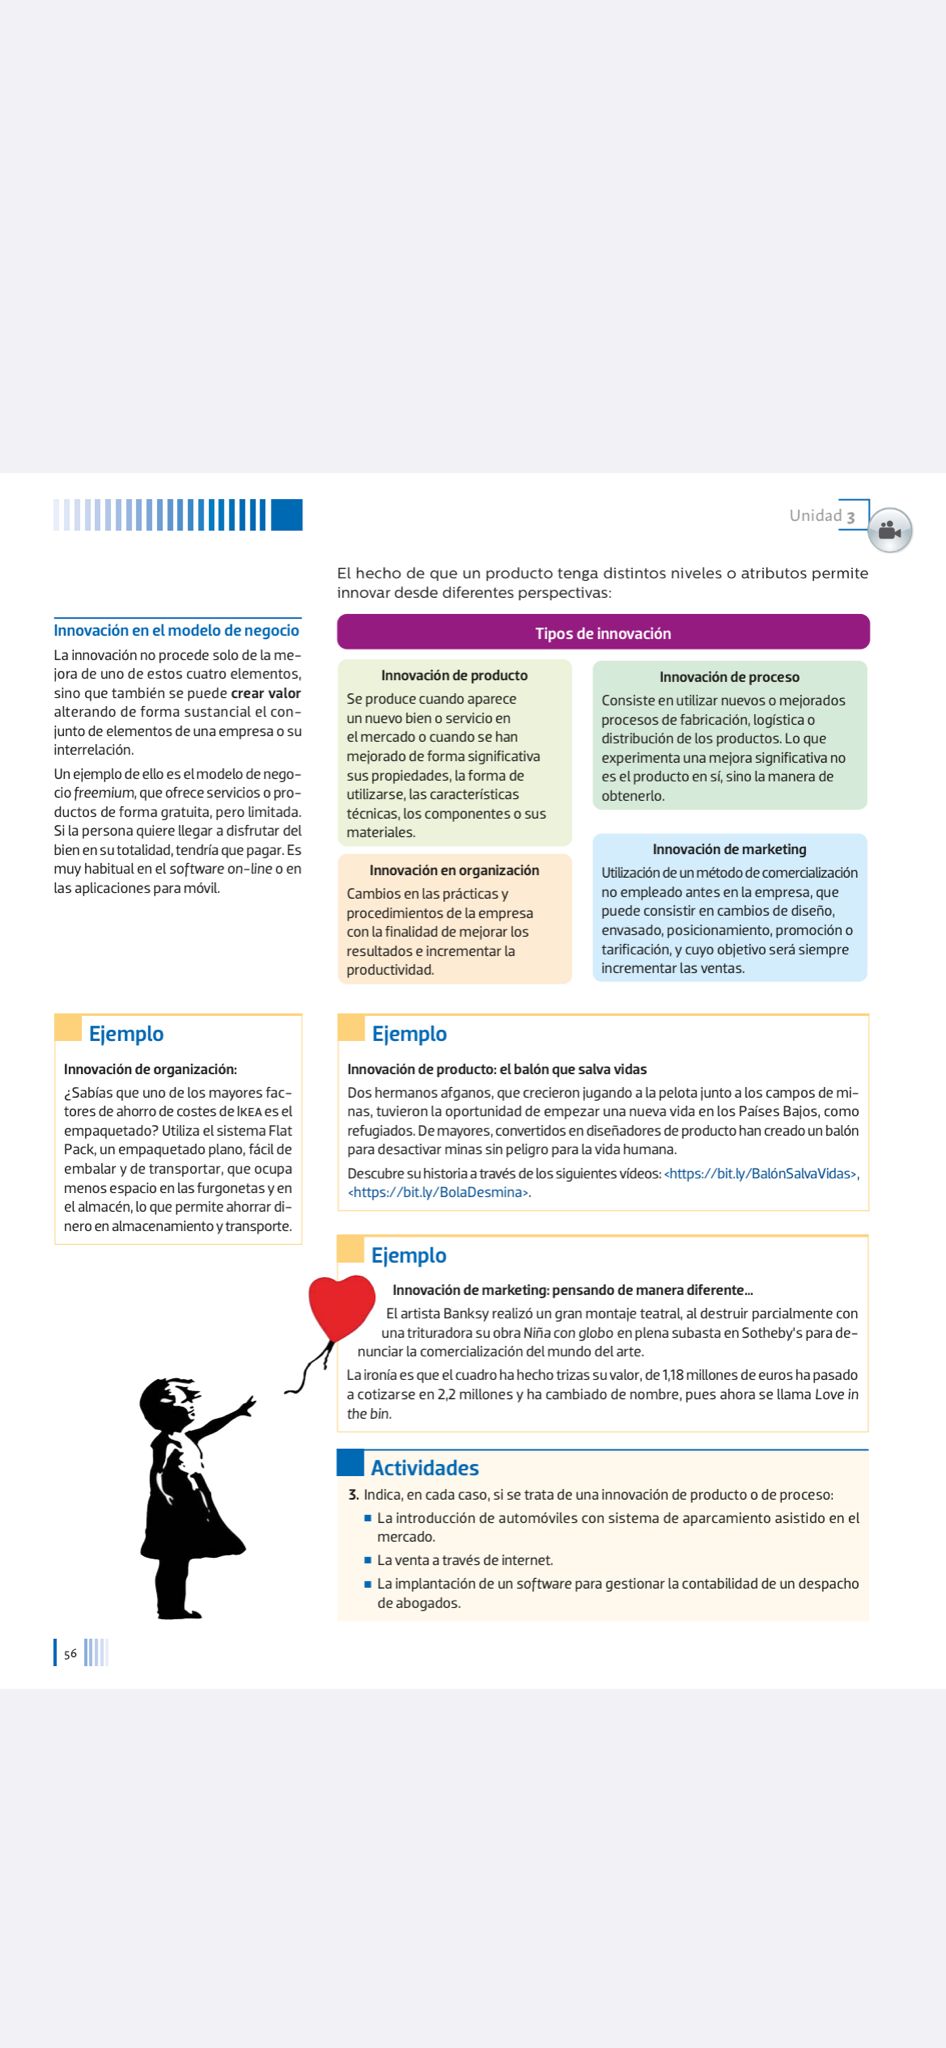 Unidad 3
El hecho de que un producto tenga distintos niveles o atributos permite
innovar desde diferentes perspectivas:
Innovación en el modelo de negocio
La innovación no procede solo de la me-
jora de uno de estos cuatro elementos,
sino que también se puede crear valor
alterando de forma sustancial el con-
junto de elementos de una empresa o su
interrelación.
Un ejemplo de ello es el modelo de nego-
cio freemium, que ofrece servicios o pro-
ductos de forma gratuita, pero limitada.
Si la persona quiere llegar a disfrutar del
bien en su totalidad, tendría que pagar. Es
muy habitual en el software on-line o en
las aplicaciones para móvil.
Tipos de innovación
Innovación de producto
Se produce cuando aparece
un nuevo bien o servicio en
el mercado o cuando se han
mejorado de forma significativa
sus propiedades, la forma de
utilizarse, las características
técnicas, los componentes o sus
materiales.
Innovación de proceso
Consiste en utilizar nuevos o mejorados
procesos de fabricación, logística o
distribución de los productos. Lo que
experimenta una mejora significativa no
es el producto en sí, sino la manera de
obtenerlo.
Innovación en organización
Cambios en las prácticas y
procedimientos de la empresa
con la finalidad de mejorar los
resultados e incrementar la
productividad.
Innovación de marketing
Utilización de un método de comercialización
no empleado antes en la empresa, que
puede consistir en cambios de diseño,
envasado, posicionamiento, promoción o
tarificación, y cuyo objetivo será siempre
incrementar las ventas.
Ejemplo
Innovación de organización:
¿Sabías que uno de los mayores fac-
tores de ahorro de costes de IKEA es el
empaquetado? Utiliza el sistema Flat
Pack, un empaquetado plano, fácil de
embalar y de transportar, que ocupa
menos espacio en las furgonetas y en
el almacén, lo que permite ahorrar di-
nero en almacenamiento y transporte.
Ejemplo
Innovación de producto: el balón que salva vidas
Dos hermanos afganos, que crecieron jugando a la pelota junto a los campos de mi-
nas, tuvieron la oportunidad de empezar una nueva vida en los Países Bajos, como
refugiados. De mayores, convertidos en diseñadores de producto han creado un balón
para desactivar minas sin peligro para la vida humana.
Descubre su historia a través de los siguientes vídeos: <https://bit.ly/BalónSalvaVidas>,
<https://bit.ly/BolaDesmina>.
Ejemplo
Innovación de marketing: pensando de manera diferente...
El artista Banksy realizó un gran montaje teatral, al destruir parcialmente con
una trituradora su obra Niña con globo en plena subasta en Sotheby's para de-
nunciar la comercialización del mundo del arte.
La ironía es que el cuadro ha hecho trizas su valor, de 1,18 millones de euros ha pasado
a cotizarse en 2,2 millones y ha cambiado de nombre, pues ahora se llama Love in
the bin.
Actividades
3. Indica, en cada caso, si se trata de una innovación de producto o de proceso:
■ La introducción de automóviles con sistema de aparcamiento asistido en el
mercado.
■ La venta a través de internet.
■ La implantación de un software para gestionar la contabilidad de un despacho
de abogados.
56